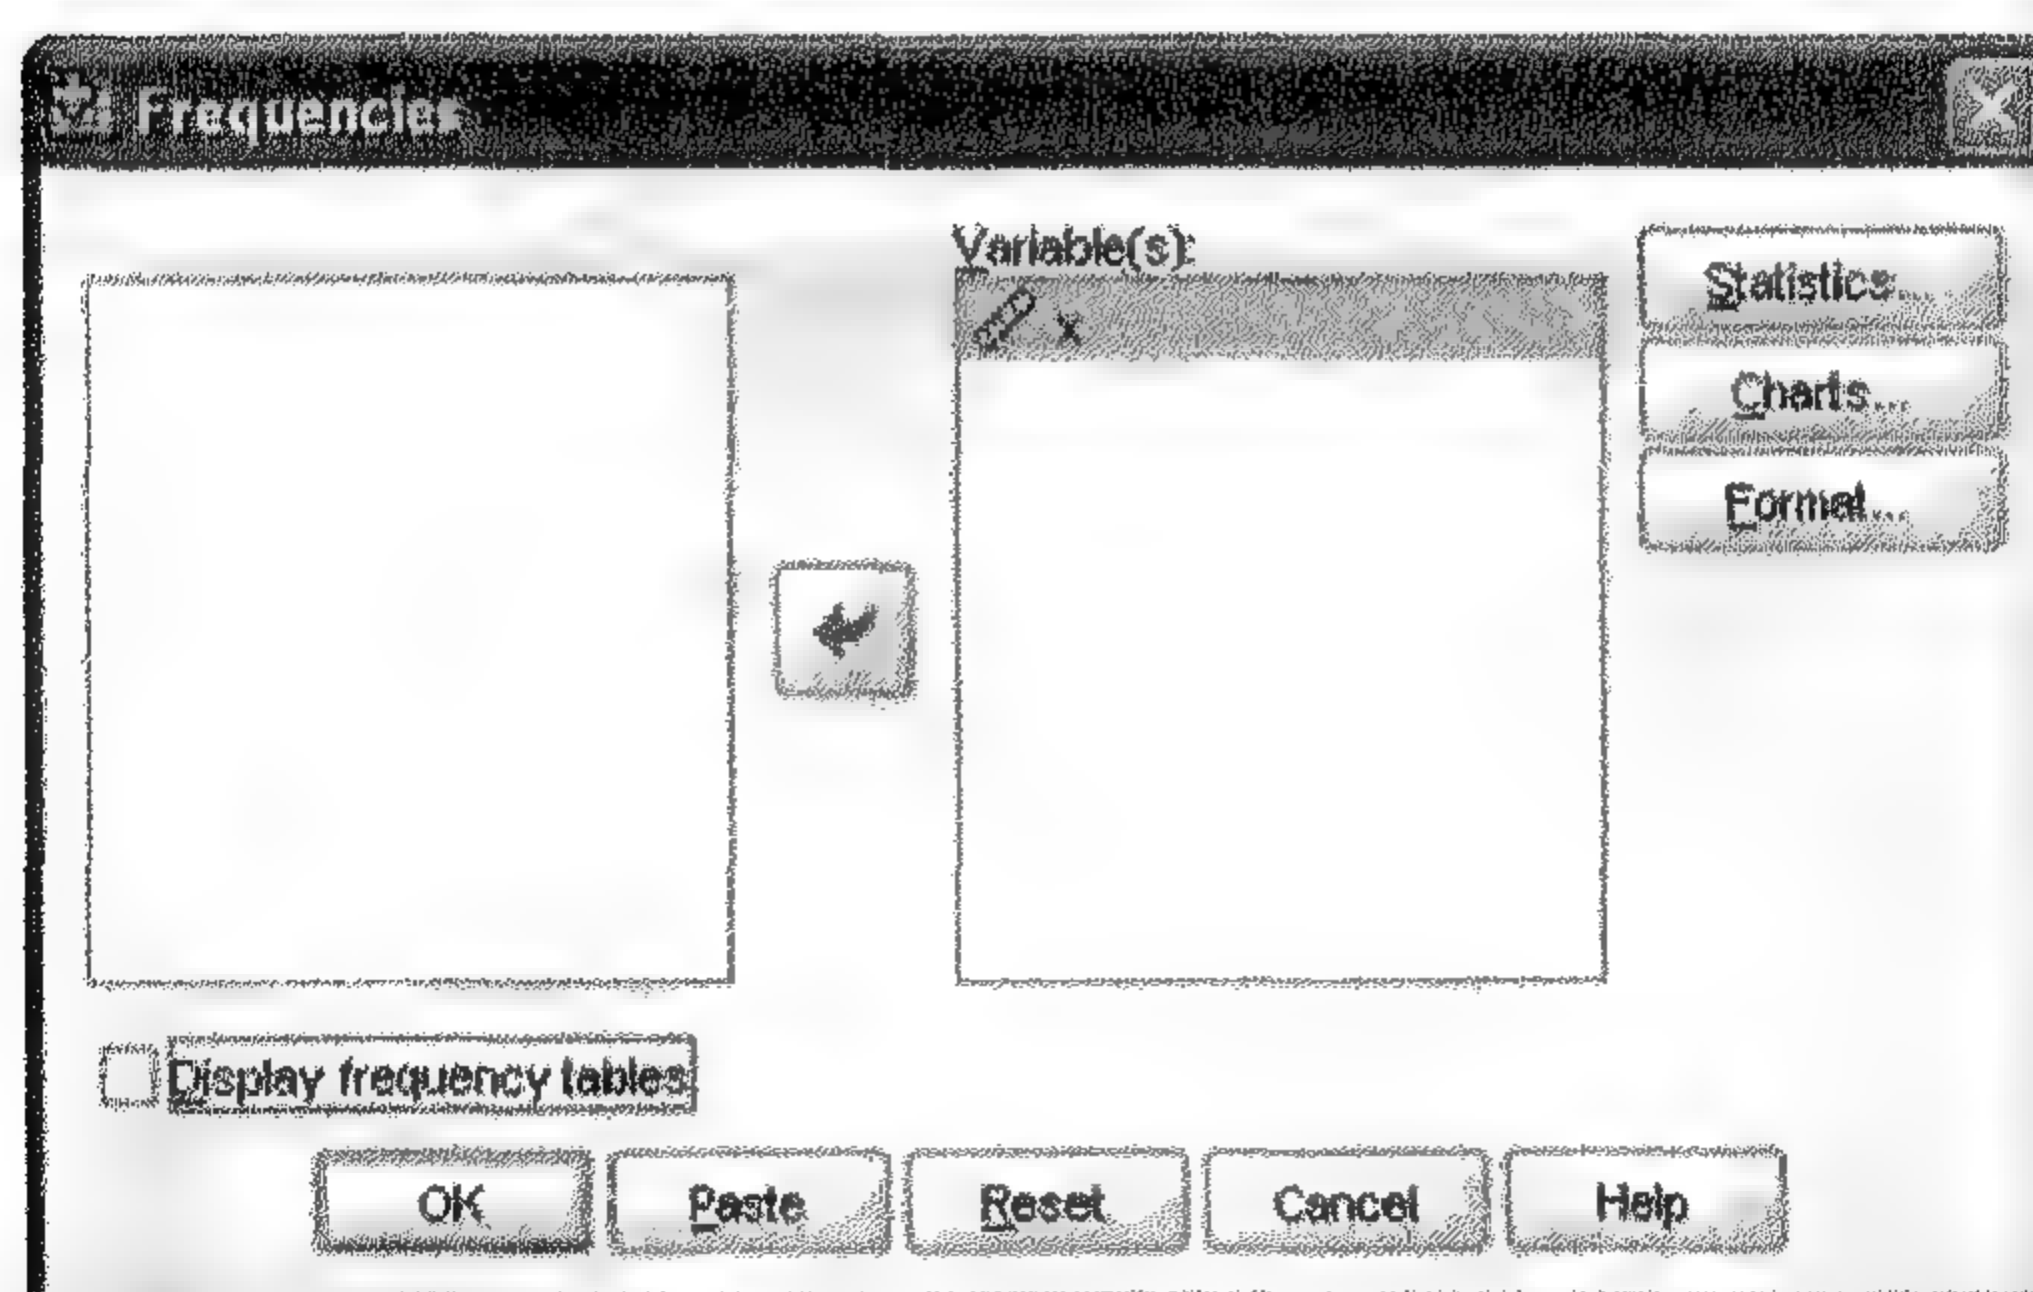 Frequencies
Variable(s):
x
Statistics...
Charts...
Format...
Display frequency tables
OK Paste Reset Cancel Help